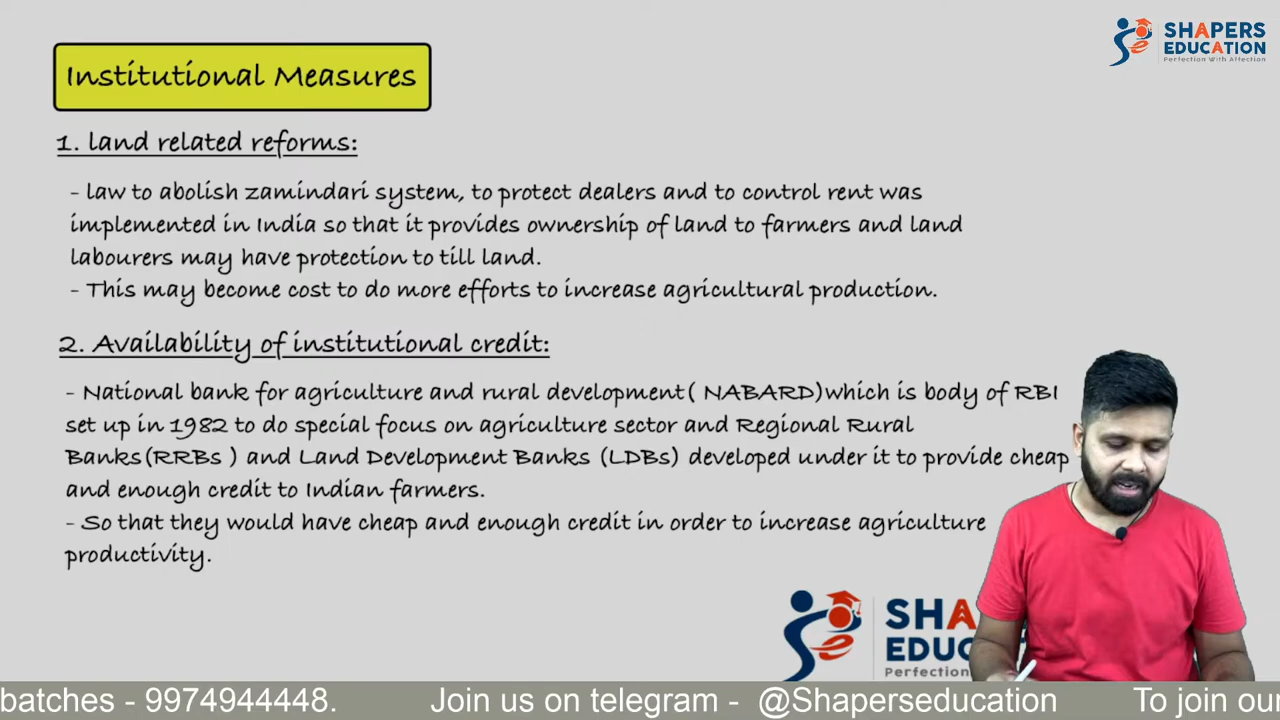 SHAPERS
EDUCATION
Perfection With Affection
Institutional Measures
1. land related reforms:
- law to abolish zamindari system, to protect dealers and to control rent was
implemented in India so that it provides ownership of land to farmers and land
labourers may have protection to till land.
- This may become cost to do more efforts to increase agricultural production.
2. Availability of institutional credit:
- National bank for agriculture and rural development( NABARD)which is body of RBI
set up in 1982 to do special focus on agriculture sector and Regional Rural
Banks(RRBs ) and Land Development Banks (LDBs) developed under it to provide cheap
and enough credit to Indian farmers.
- So that they would have cheap and enough credit in order to increase agriculture
productivity.
SHA
EDUC
Perfection
batches - 9974944448. Join us on telegram - @Shaperseducation To join our